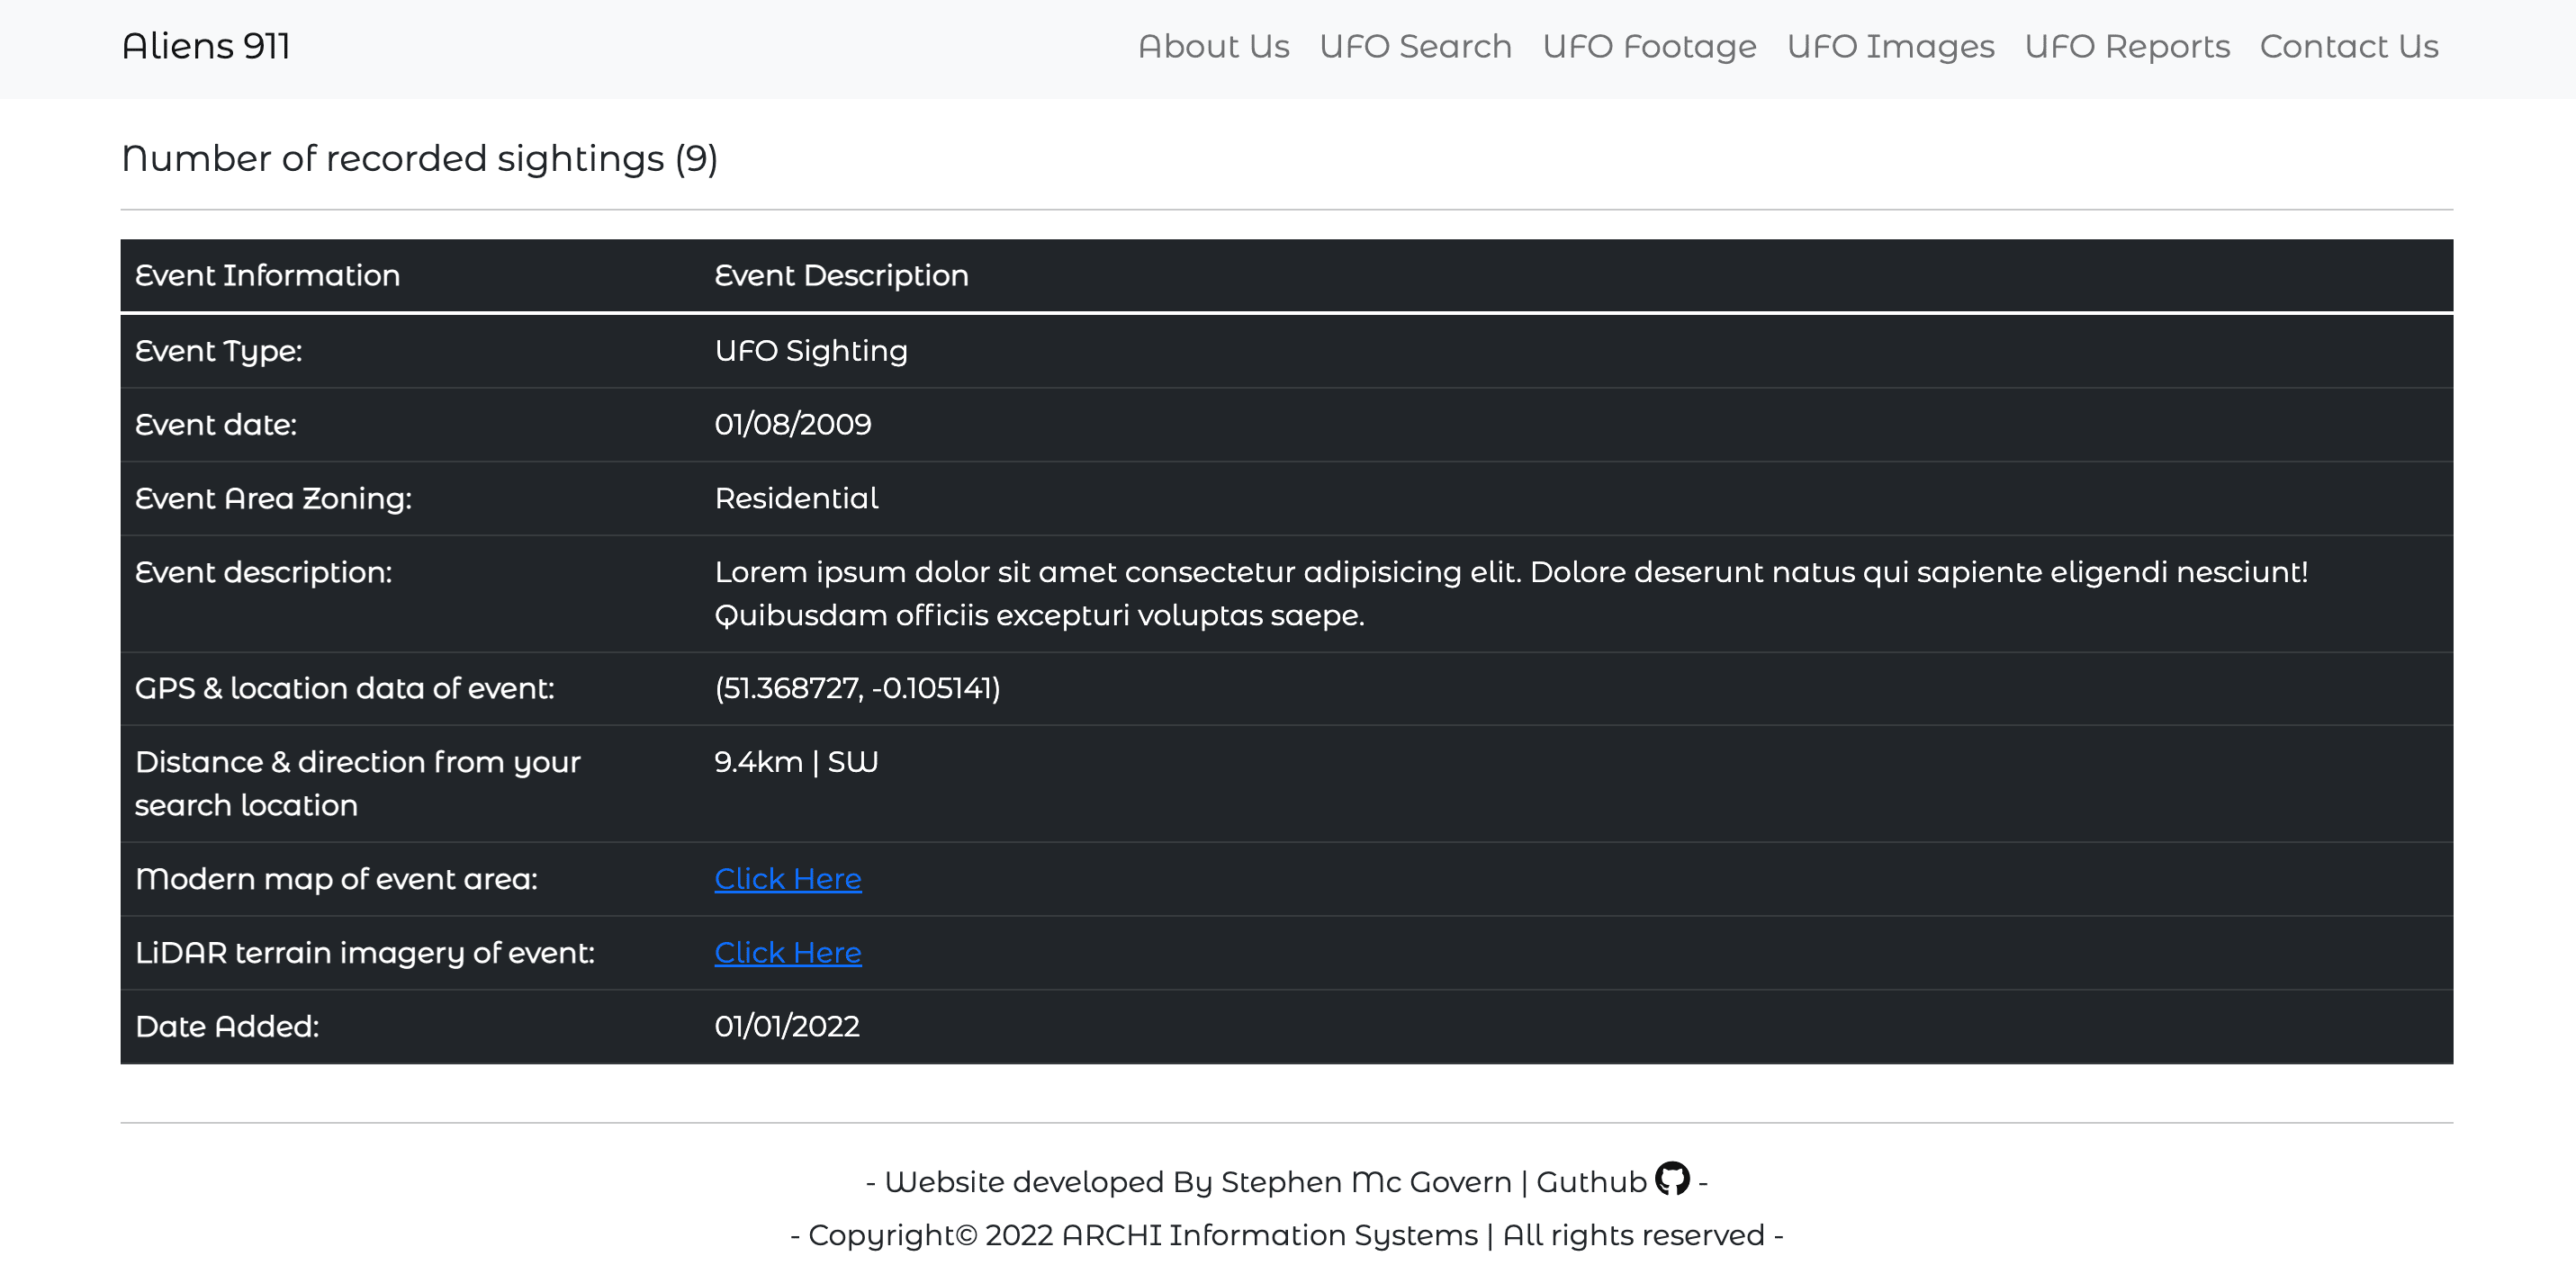 Aliens 911 About Us UFO Search UFO Footage UFO Images UFO Reports Contact Us
Number of recorded sightings (9)
Event Information Event Description
Event Type: UFO Sighting
Event date: 01/08/2009
Event Area Zoning: Residential
Event description: Lorem ipsum dolor sit amet consectetur adipisicing elit. Dolore deserunt natus qui sapiente eligendi nesciunt!
Quibusdam officiis excepturi voluptas saepe.
GPS & location data of event: (51.368727, -0.105141)
Distance & direction from your 9.4km | SW
search location
Modern map of event area: Click Here
LiDAR terrain imagery of event: Click Here
Date Added: 01/01/2022
- Website developed By Stephen Mc Govern | Guthub -
- Copyright© 2022 ARCHI Information Systems | All rights reserved -